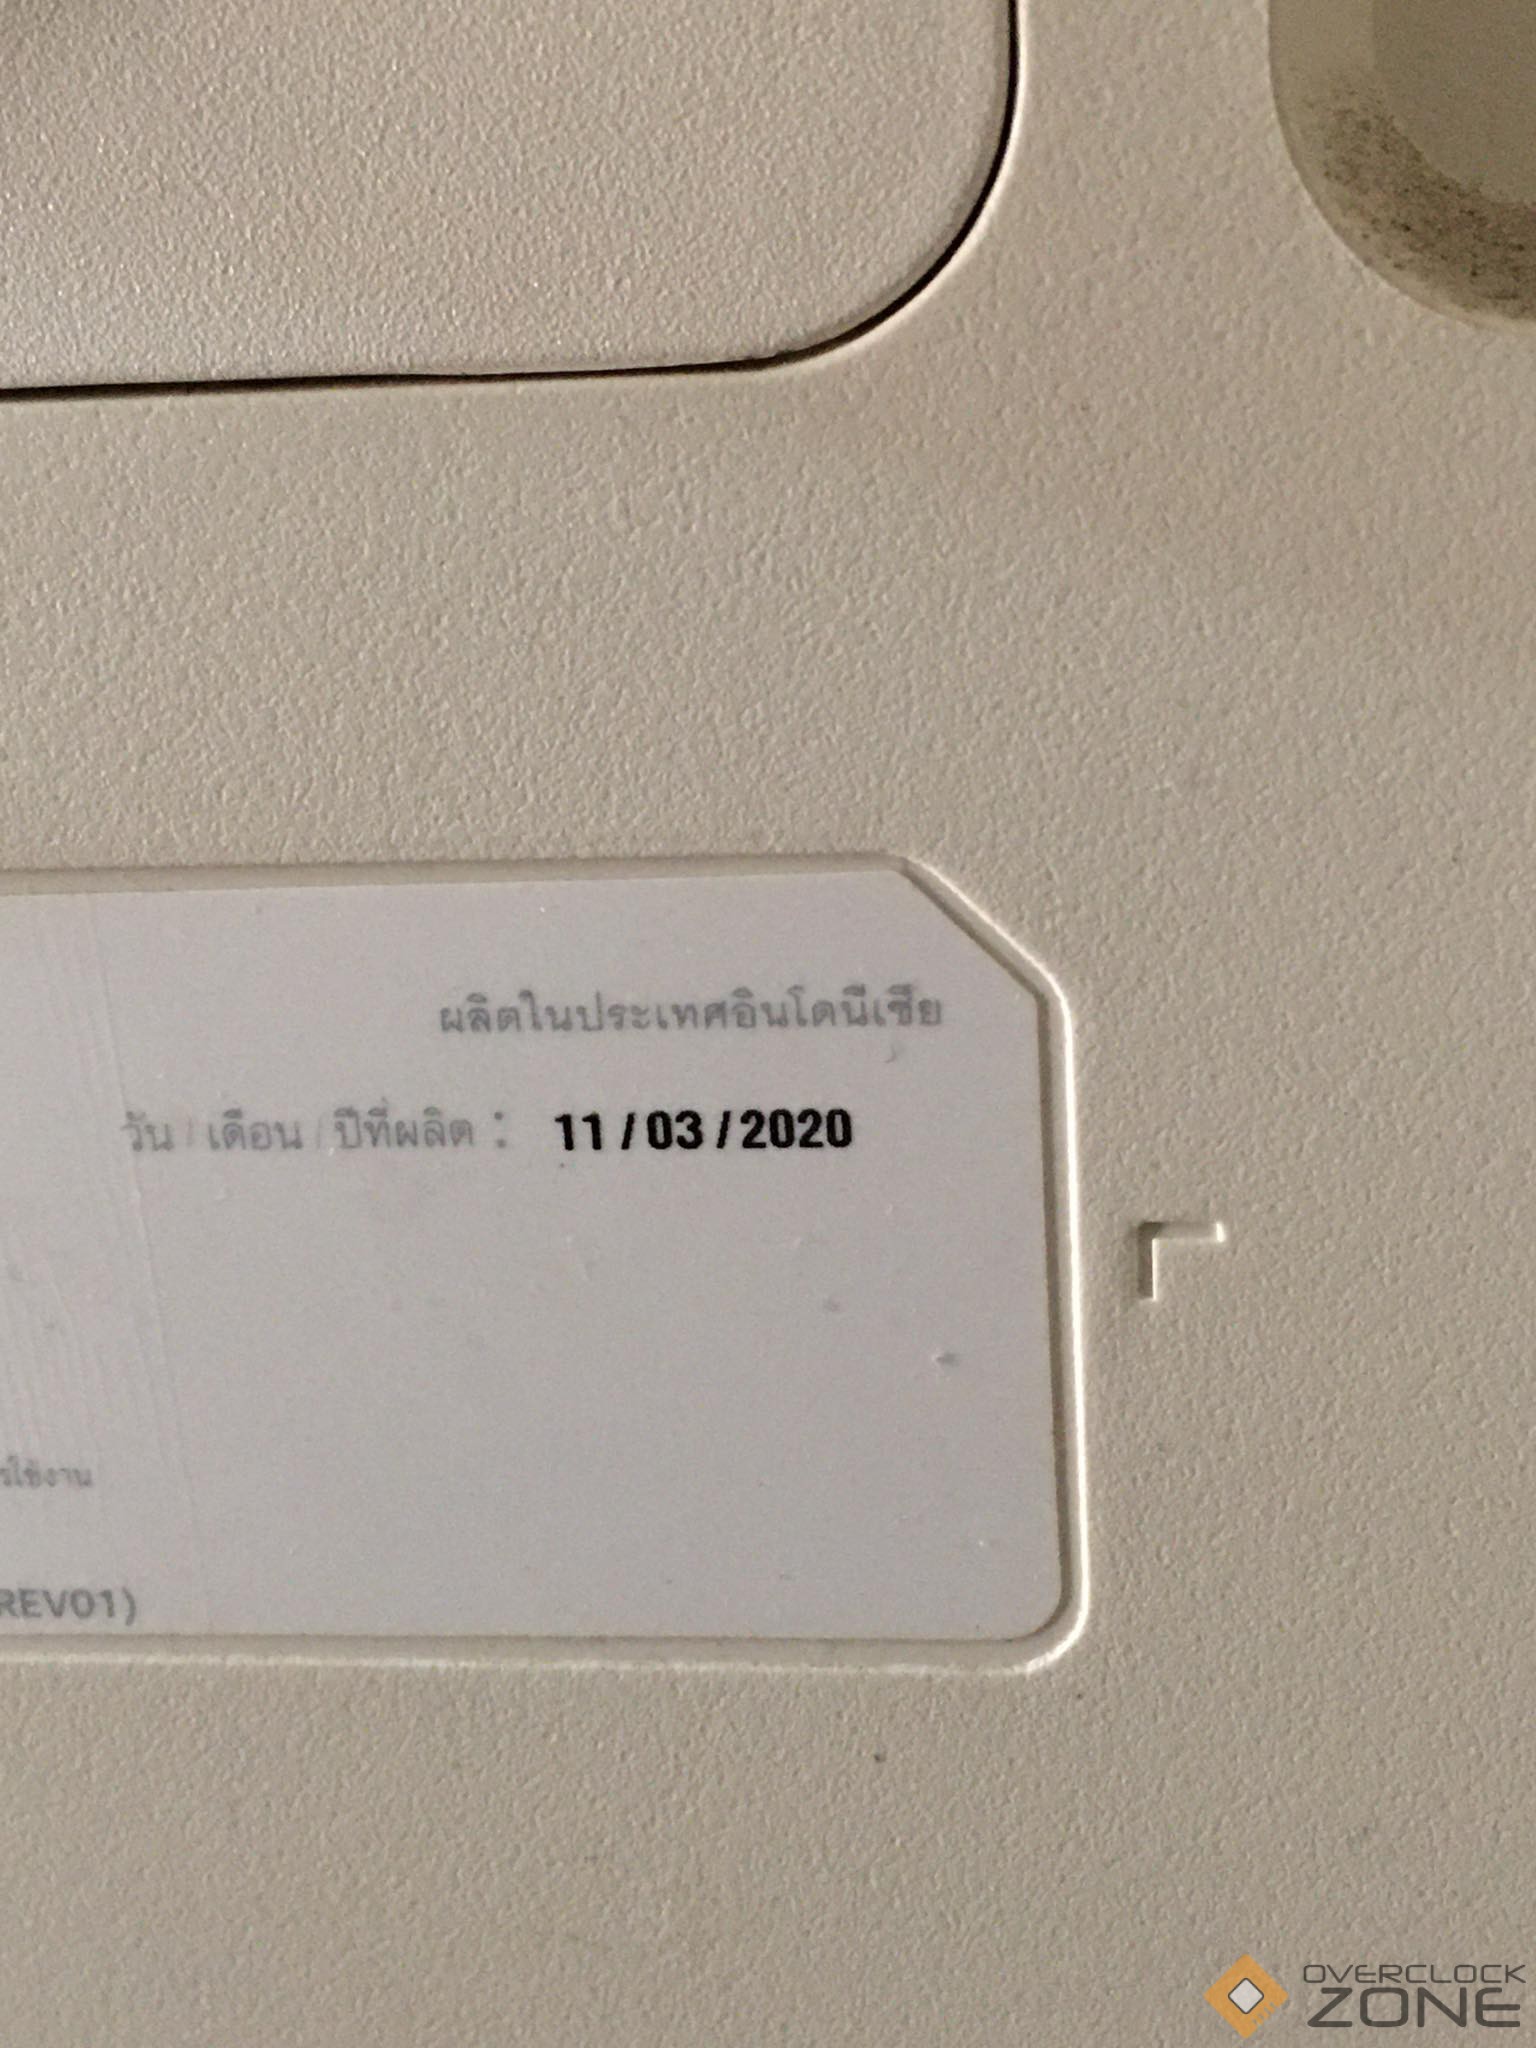 ผลิตในประเทศอินโดนีเซีย
วัน/เดือน/ปีที่ผลิต : 11/03/2020
รใช้งาน
REV01)
OVERCLOCK
ZONE